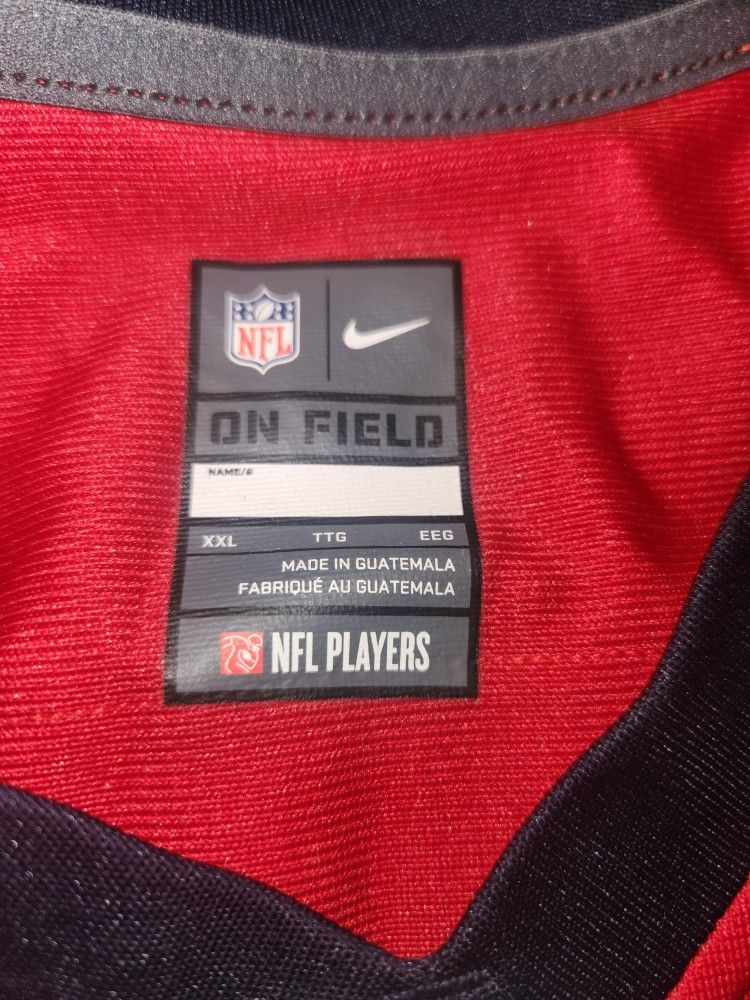 NFL
ON FIELD
NAME/#
XXL TTG EEG
MADE IN GUATEMALA
FABRIQUÉ AU GUATEMALA
NFL PLAYERS